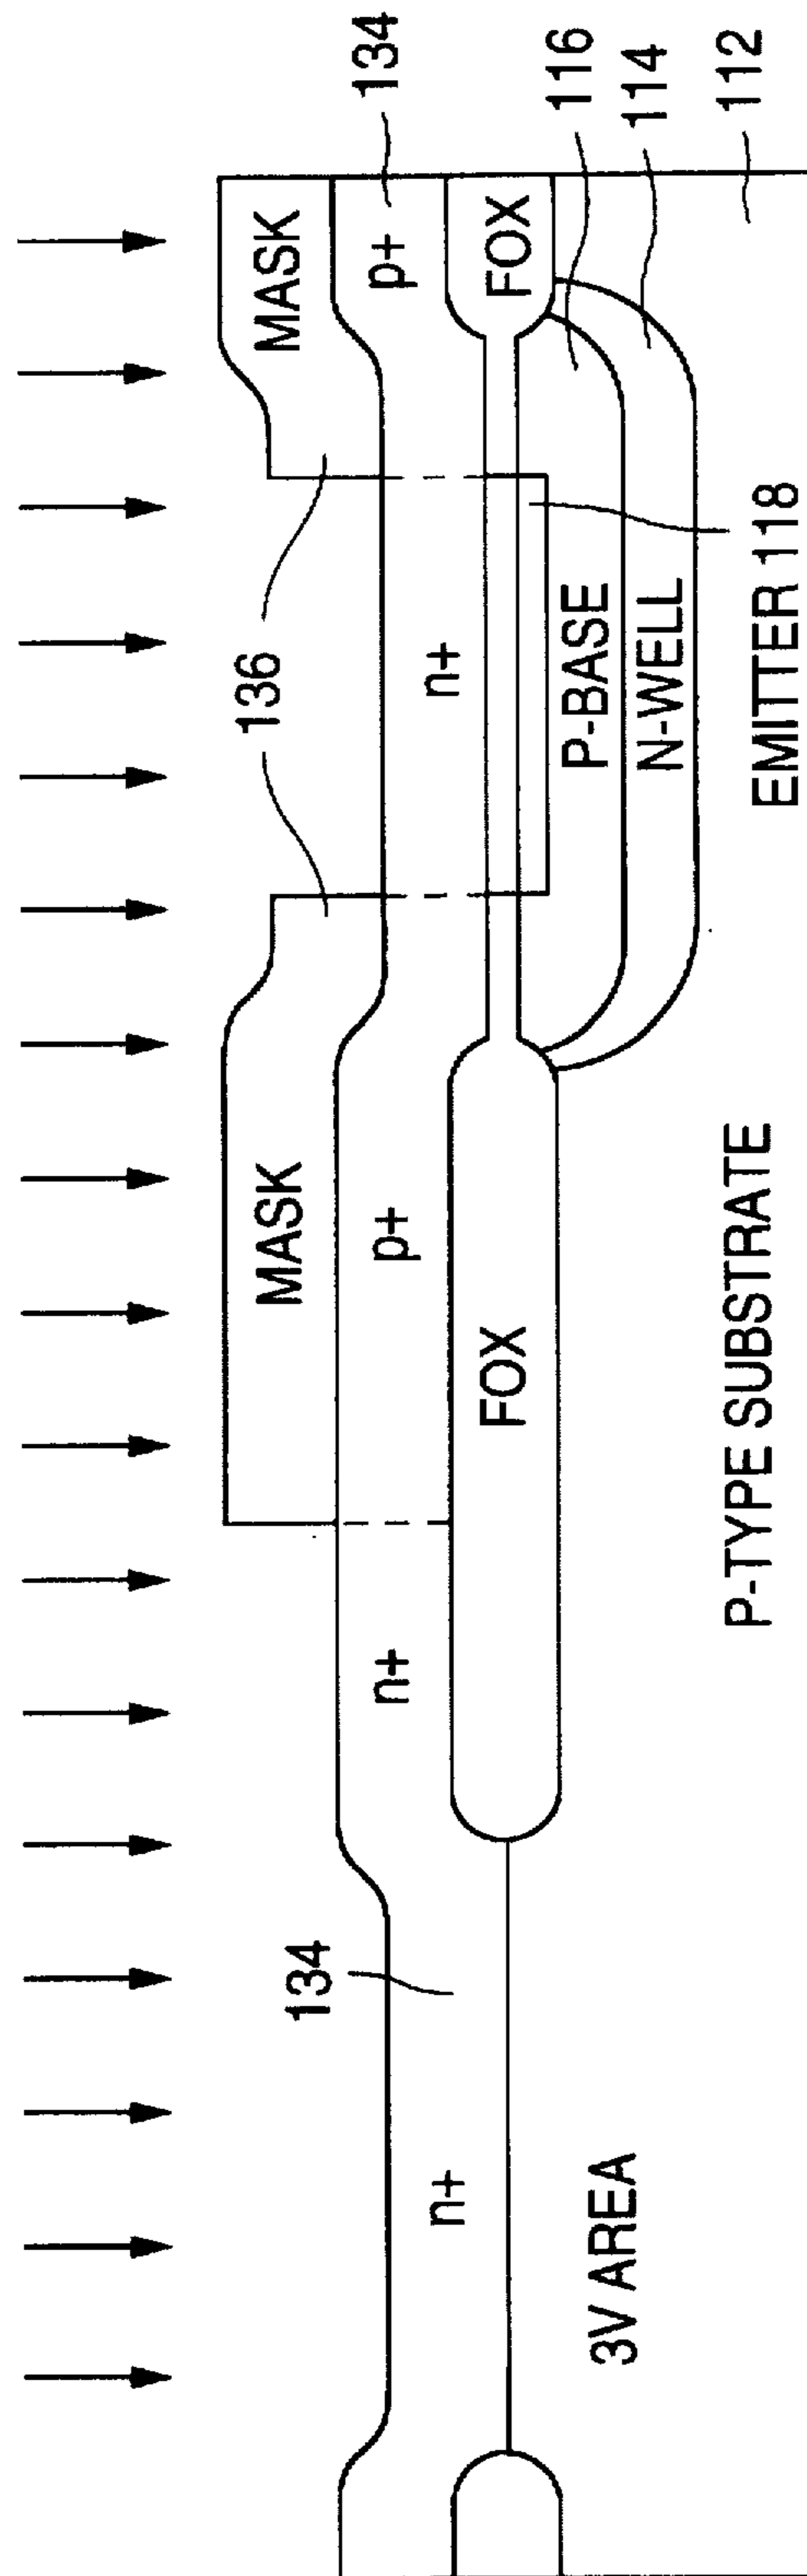 MASK
134
p+
FOX
116
114
112
136
n+
P-BASE
N-WELL
EMITTER 118
MASK
p+
FOX
P-TYPE SUBSTRATE
n+
134
n+
3V AREA